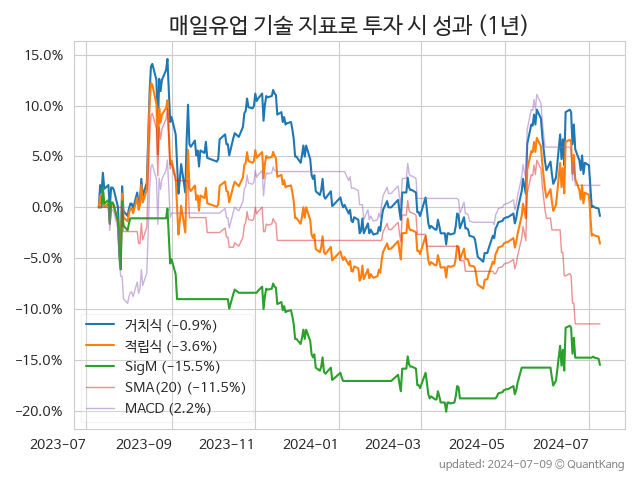 매일유업 기술 지표로 투자 시 성과 (1년)
15.0%
10.0%
5.0%
0.0%
−5.0%
−10.0%
−15.0%
−20.0%
거치식 (−0.9%)
적립식 (−3.6%)
SigM (−15.5%)
SMA(20) (−11.5%)
MACD (2.2%)
2023-07 2023-09 2023-11 2024-01 2024-03 2024-05 2024-07
updated: 2024-07-09 © QuantKang